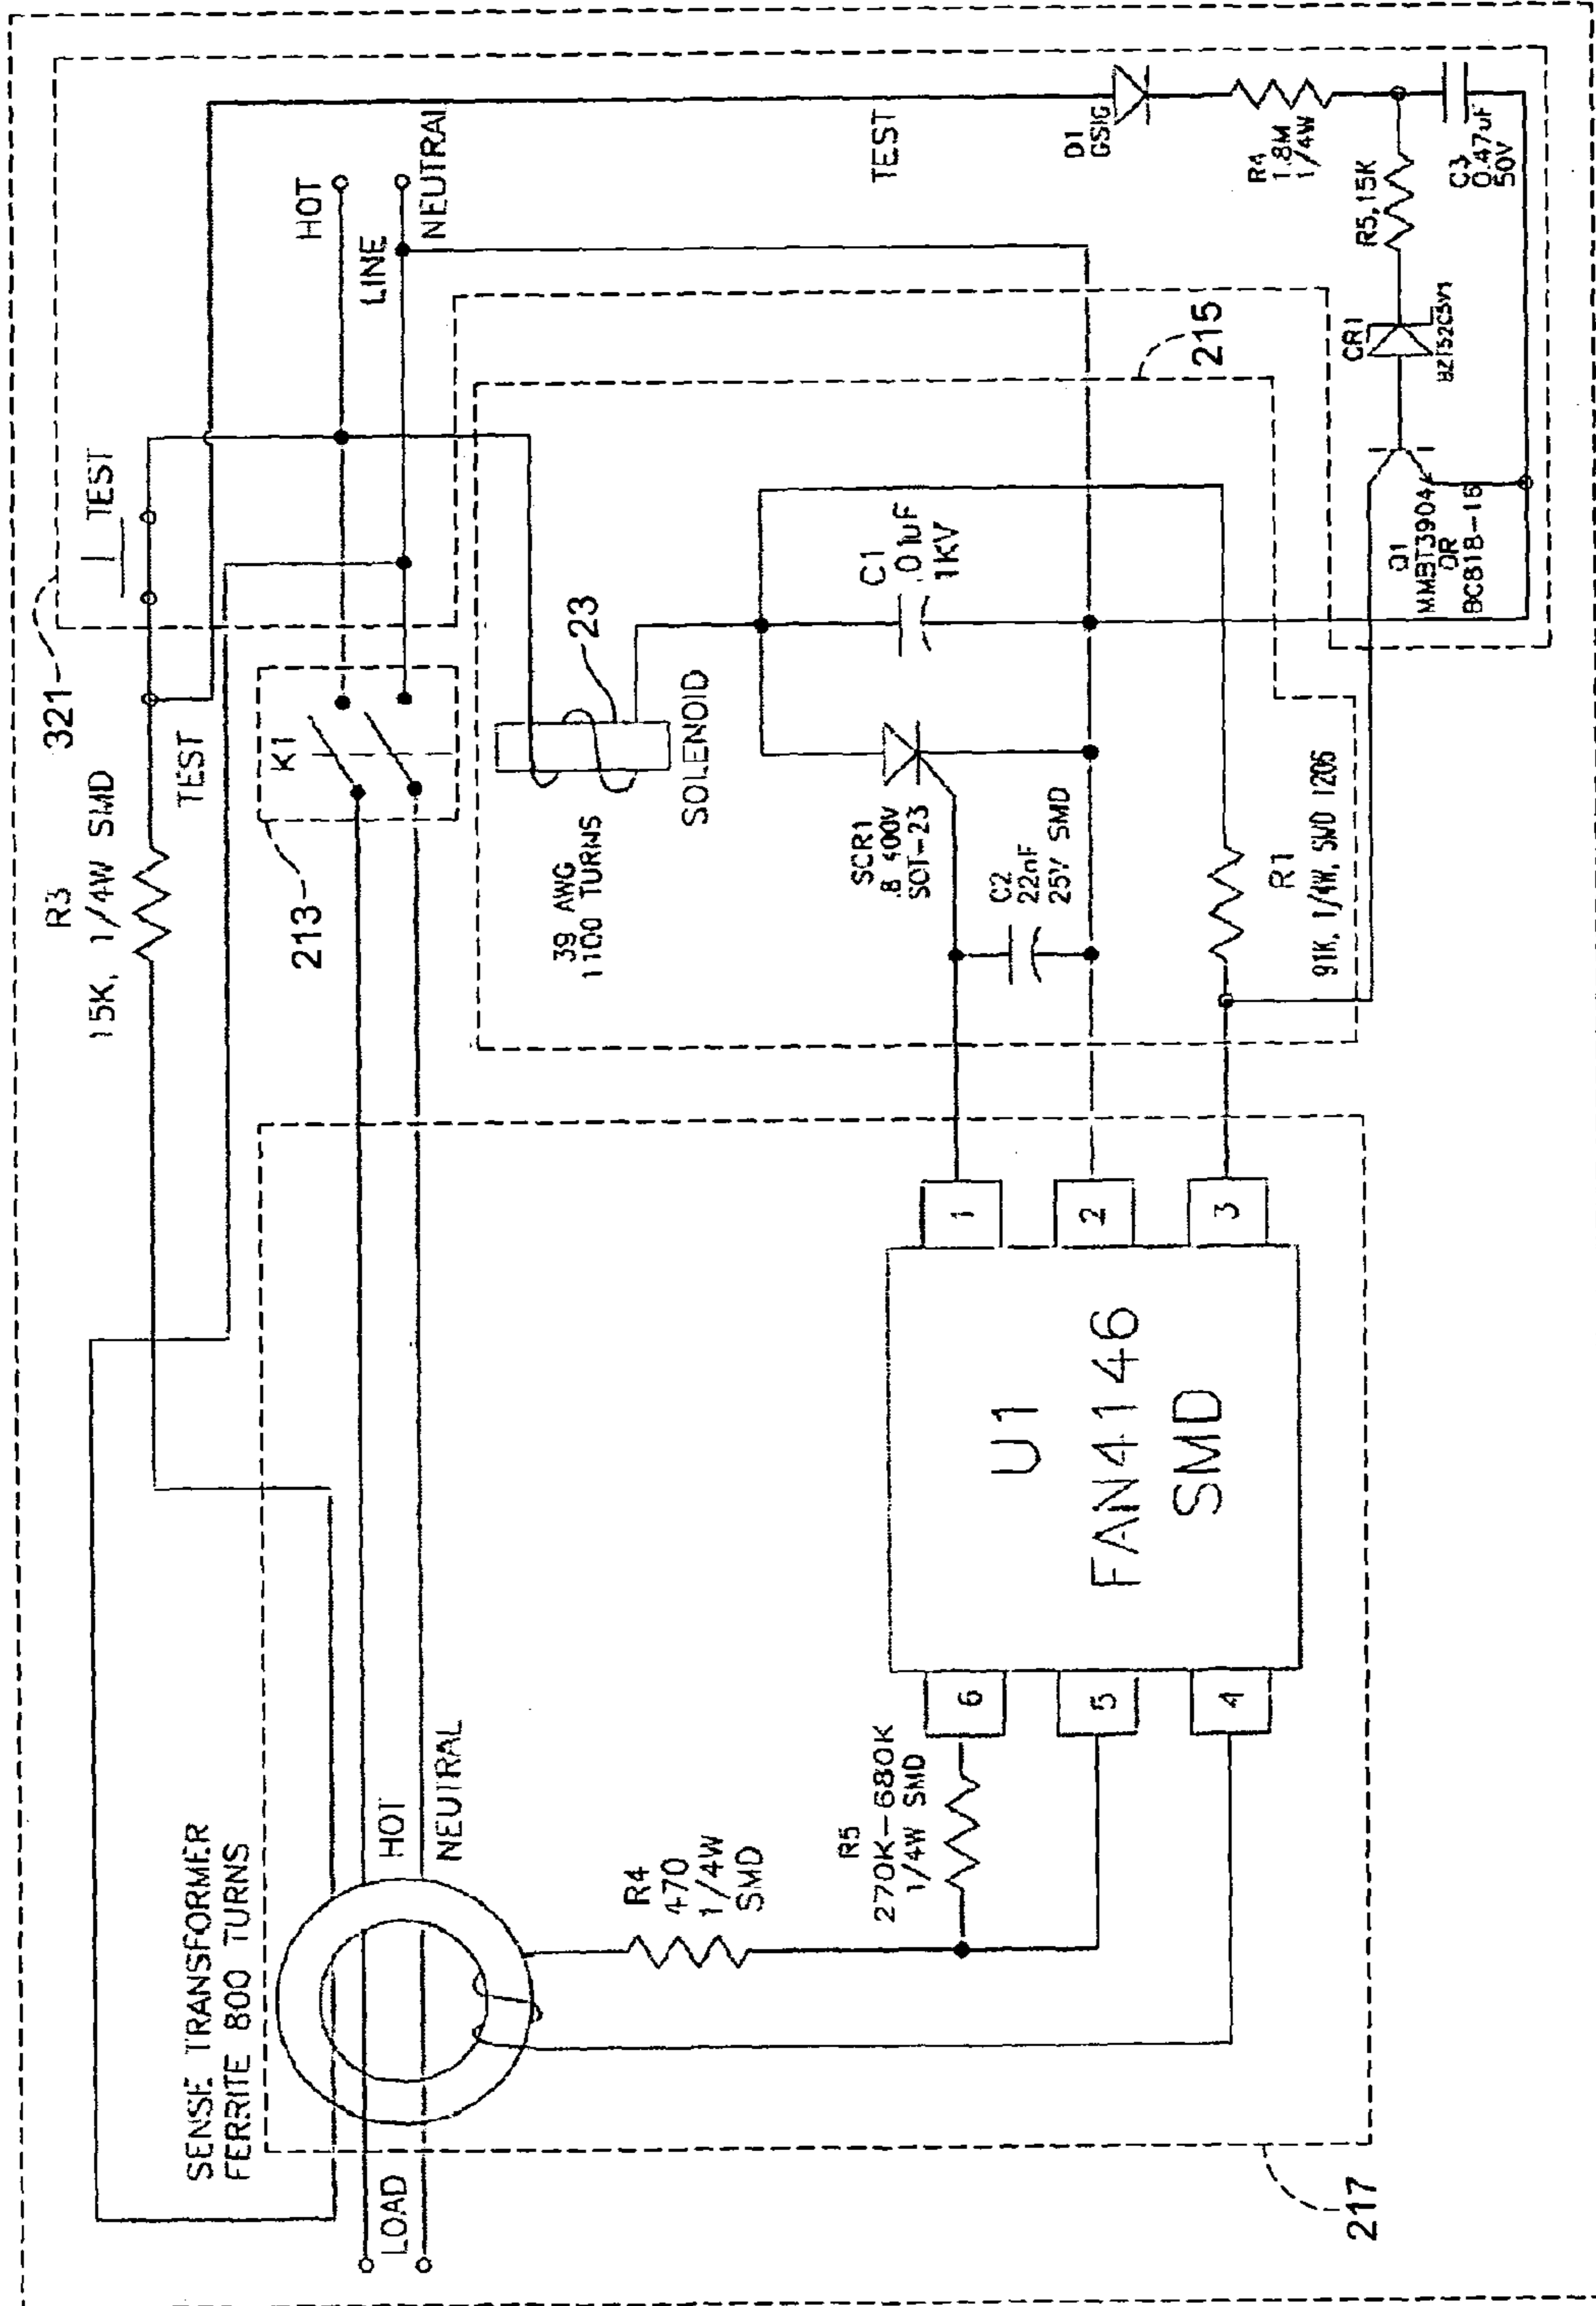 SENSE TRANSFORMER
FERRITE 800 TURNS
LOAD
HOT
NEUTRAL
217
R4
470
1/4W
SMD
R5
270K-680K
1/4W SMD
6
5
4
U1
FAN4146
SMD
1
2
3
R3
15K, 1/4W SMD
TEST
321
TEST
213
K1
HOT
LINE
NEUTRAL
39 AWG
1100 TURNS
SOLENOID
23
215
SCR1
.8 400V
SOT-23
C2
22nF
25V SMD
C1
.01uF
1KV
R1
91K, 1/4W, SMD 1206
TEST
D1
R4
1.8M
1/4W
R5, 15K
C3
0.47uF
50V
CR1
BZT52C5V1
Q1
MMBT3904
OR
BC818-16